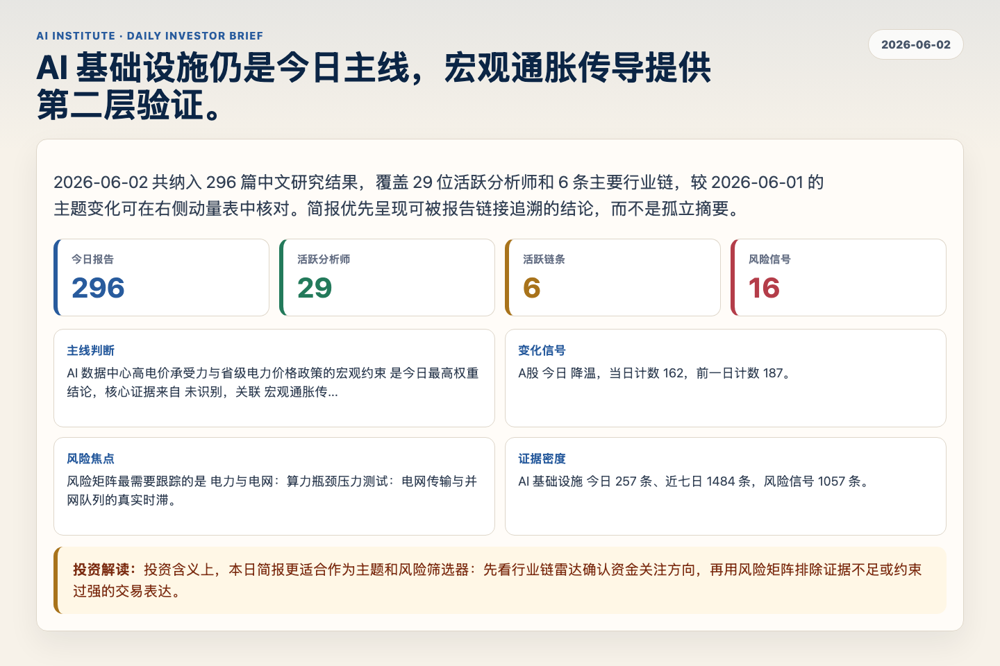 AI INSTITUTE · DAILY INVESTOR BRIEF
2026-06-02
AI 基础设施仍是今日主线，宏观通胀传导提供
第二层验证。
2026-06-02 共纳入 296 篇中文研究结果，覆盖 29 位活跃分析师和 6 条主要行业链，较 2026-06-01 的
主题变化可在右侧动量表中核对。简报优先呈现可被报告链接追溯的结论，而不是孤立摘要。
今日报告
296
活跃分析师
29
活跃链条
6
风险信号
16
主线判断
AI 数据中心高电价承受力与省级电力价格政策的宏观约束 是今日最高权重
结论，核心证据来自 未识别，关联 宏观通胀传...
变化信号
A股 今日 降温，当日计数 162，前一日计数 187。
风险焦点
风险矩阵最需要跟踪的是 电力与电网：算力瓶颈压力测试：电网传输与并
网队列的真实时滞。
证据密度
AI 基础设施 今日 257 条、近七日 1484 条，风险信号 1057 条。
投资解读：投资含义上，本日简报更适合作为主题和风险筛选器：先看行业链雷达确认资金关注方向，再用风险矩阵排除证据不足或约束
过强的交易表达。